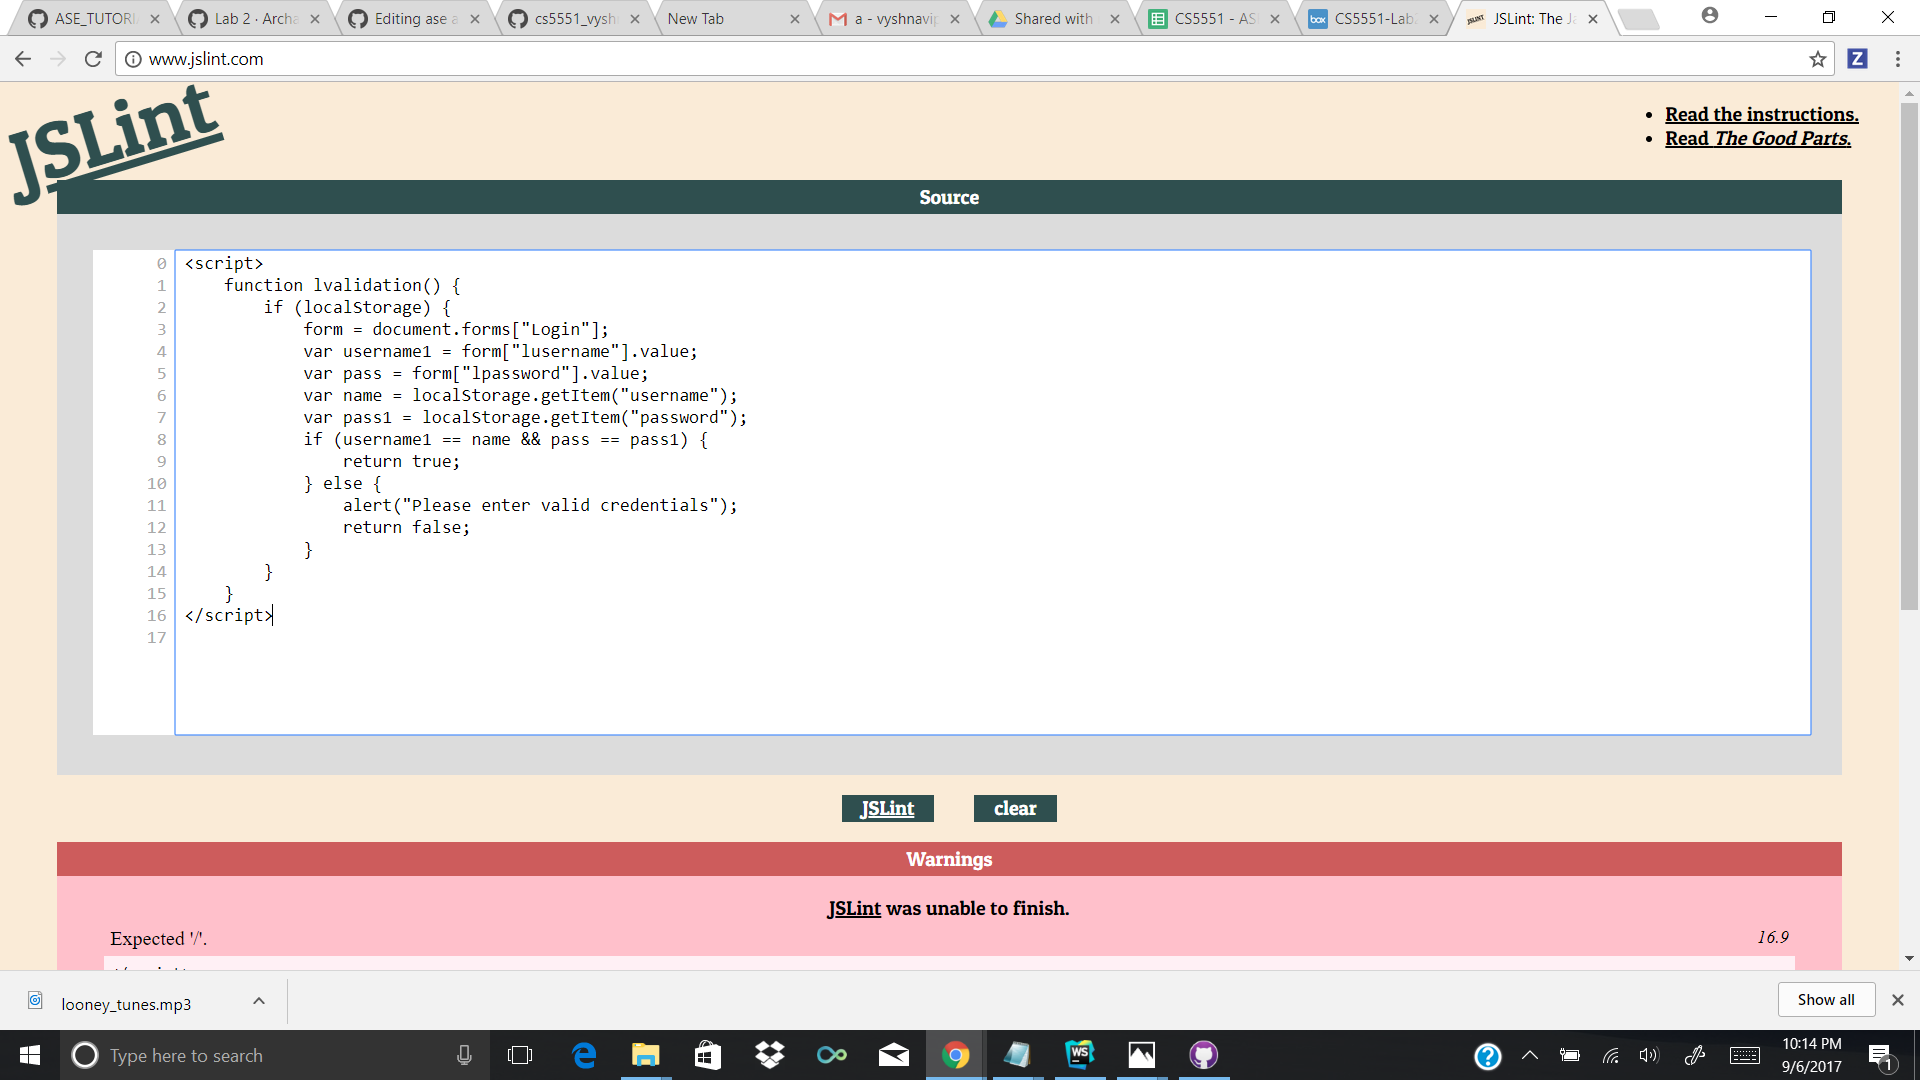 ASE_TUTORI
Lab 2 · Archa
Editing ase a
cs5551_vysh
New Tab
a - vyshnavip
Shared with
CS5551 - AS
CS5551-Lab
JSLint: The Ja
www.jslint.com
JSLint
Read the instructions.
Read The Good Parts.
Source
0 <script>
1 function lvalidation() {
2 if (localStorage) {
3 form = document.forms["Login"];
4 var username1 = form["lusername"].value;
5 var pass = form["lpassword"].value;
6 var name = localStorage.getItem("username");
7 var pass1 = localStorage.getItem("password");
8 if (username1 == name && pass == pass1) {
9 return true;
10 } else {
11 alert("Please enter valid credentials");
12 return false;
13 }
14 }
15 }
16 </script>
17
JSLint clear
Warnings
JSLint was unable to finish.
Expected '/'. 16.9
looney_tunes.mp3
Show all
Type here to search
10:14 PM
9/6/2017
1